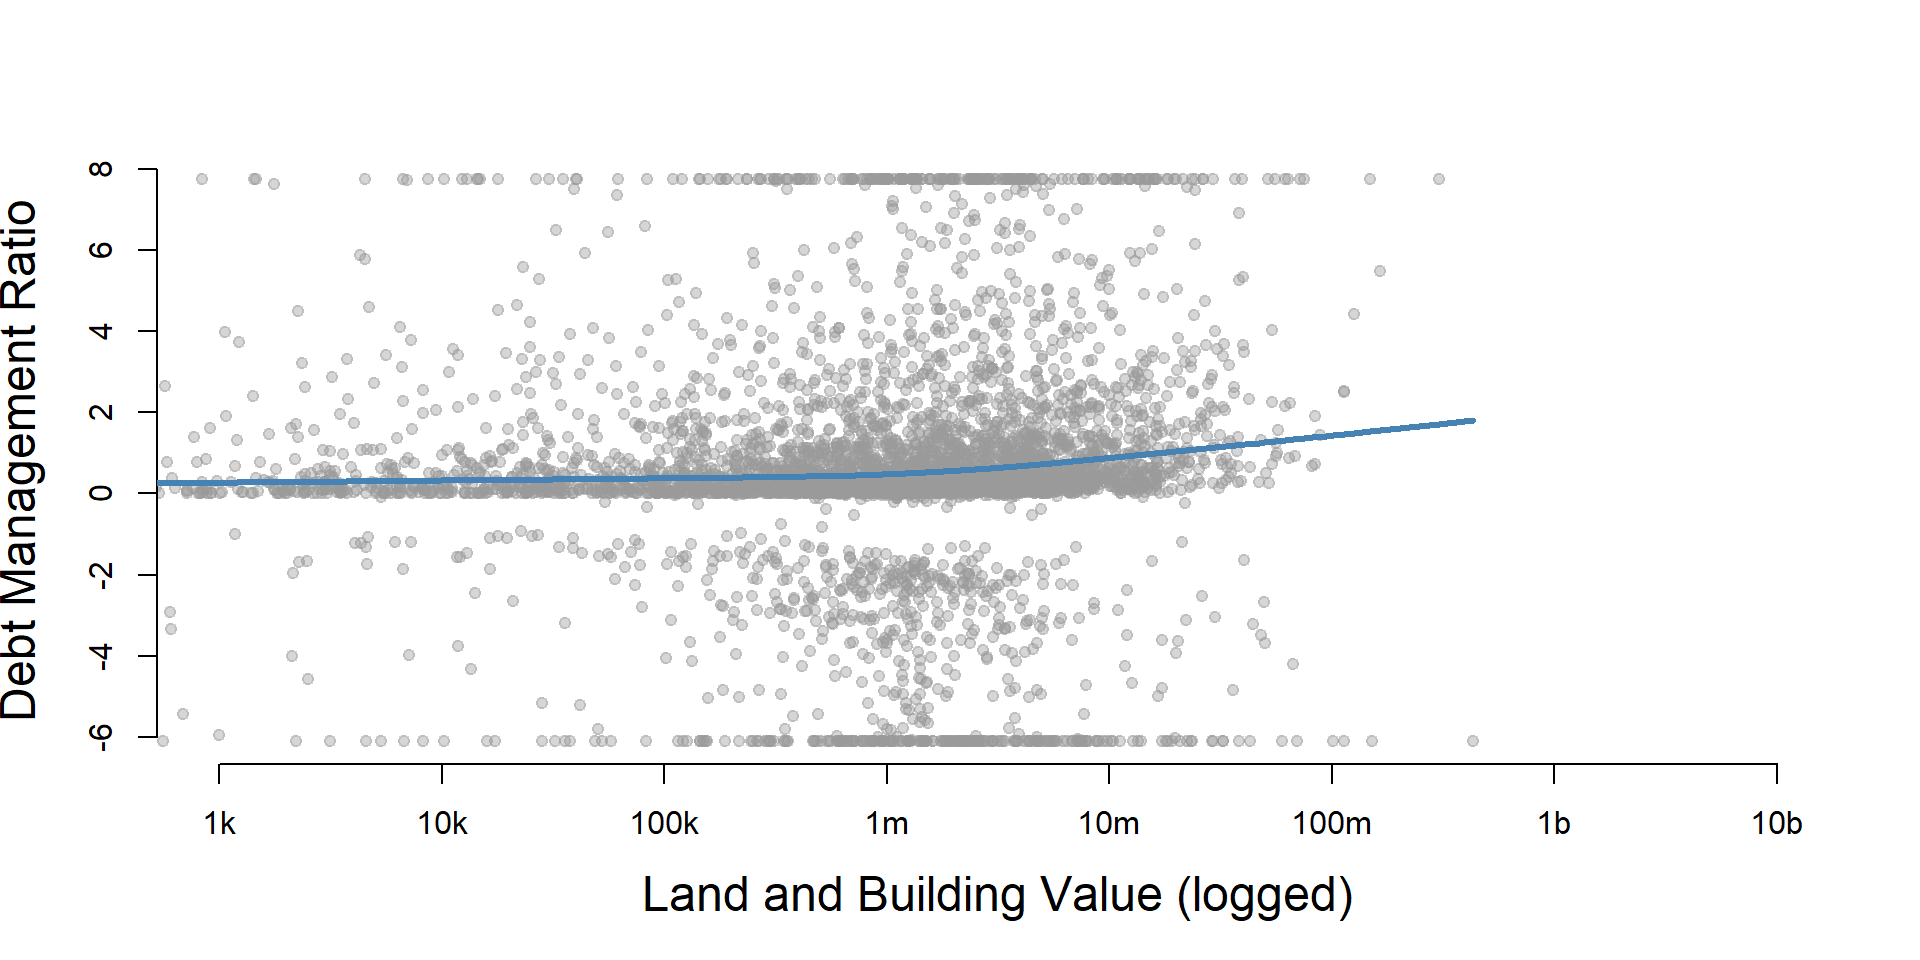 Debt Management Ratio
8
6
4
2
0
-2
-4
-6
1k 10k 100k 1m 10m 100m 1b 10b
Land and Building Value (logged)